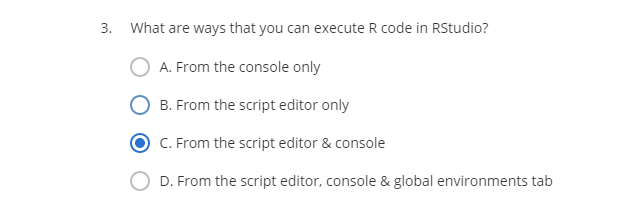 3. What are ways that you can execute R code in RStudio?
A. From the console only
B. From the script editor only
C. From the script editor & console
D. From the script editor, console & global environments tab